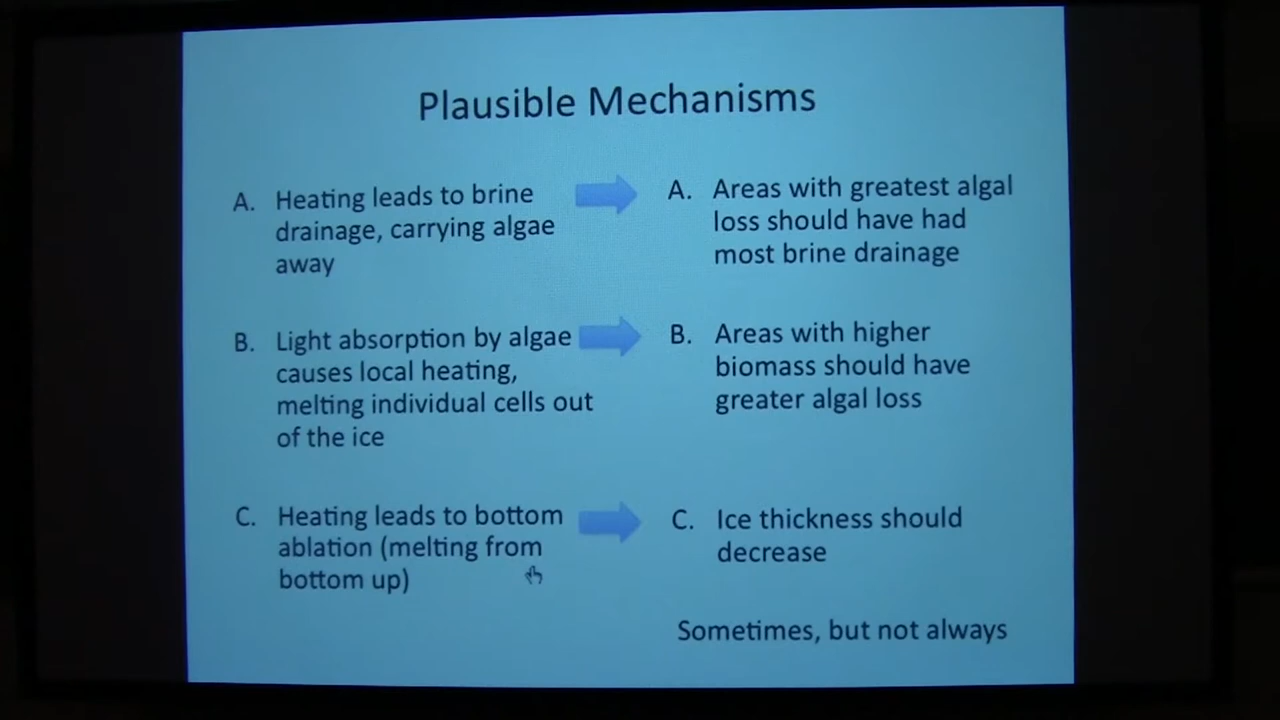 Plausible Mechanisms
A. Heating leads to brine
drainage, carrying algae
away
A. Areas with greatest algal
loss should have had
most brine drainage
B. Light absorption by algae
causes local heating,
melting individual cells out
of the ice
B. Areas with higher
biomass should have
greater algal loss
C. Heating leads to bottom
ablation (melting from
bottom up)
C. Ice thickness should
decrease
Sometimes, but not always